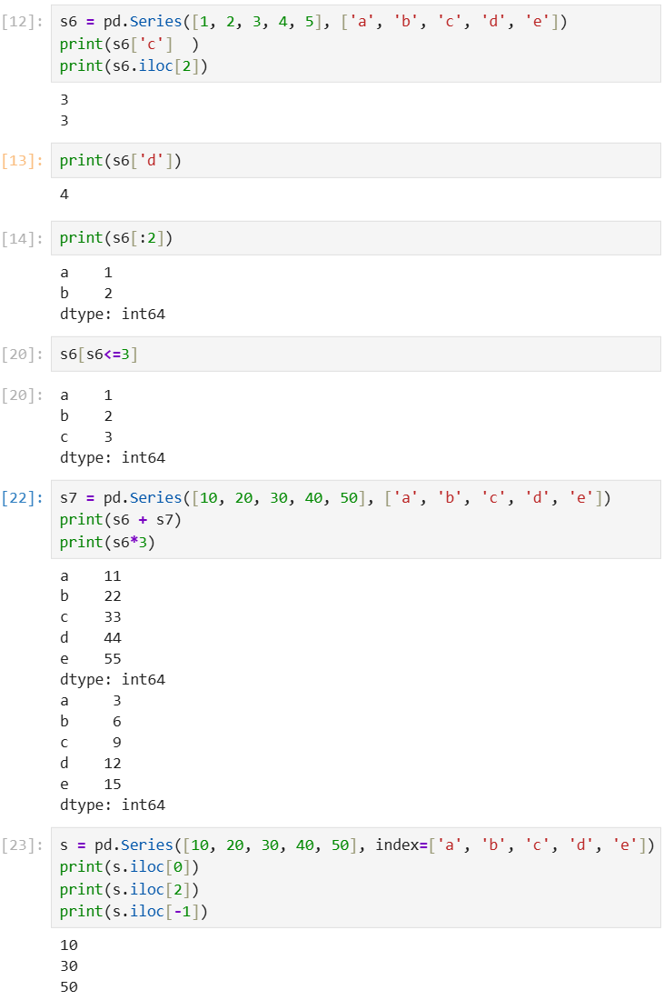 [12]: s6 = pd.Series([1, 2, 3, 4, 5], ['a', 'b', 'c', 'd', 'e'])
print(s6['c']  )
print(s6.iloc[2])
3
3
[13]: print(s6['d'])
4
[14]: print(s6[:2])
a    1
b    2
dtype: int64
[20]: s6[s6<=3]
[20]: a    1
b    2
c    3
dtype: int64
[22]: s7 = pd.Series([10, 20, 30, 40, 50], ['a', 'b', 'c', 'd', 'e'])
print(s6 + s7)
print(s6*3)
a    11
b    22
c    33
d    44
e    55
dtype: int64
a     3
b     6
c     9
d    12
e    15
dtype: int64
[23]: s = pd.Series([10, 20, 30, 40, 50], index=['a', 'b', 'c', 'd', 'e'])
print(s.iloc[0])
print(s.iloc[2])
print(s.iloc[-1])
10
30
50